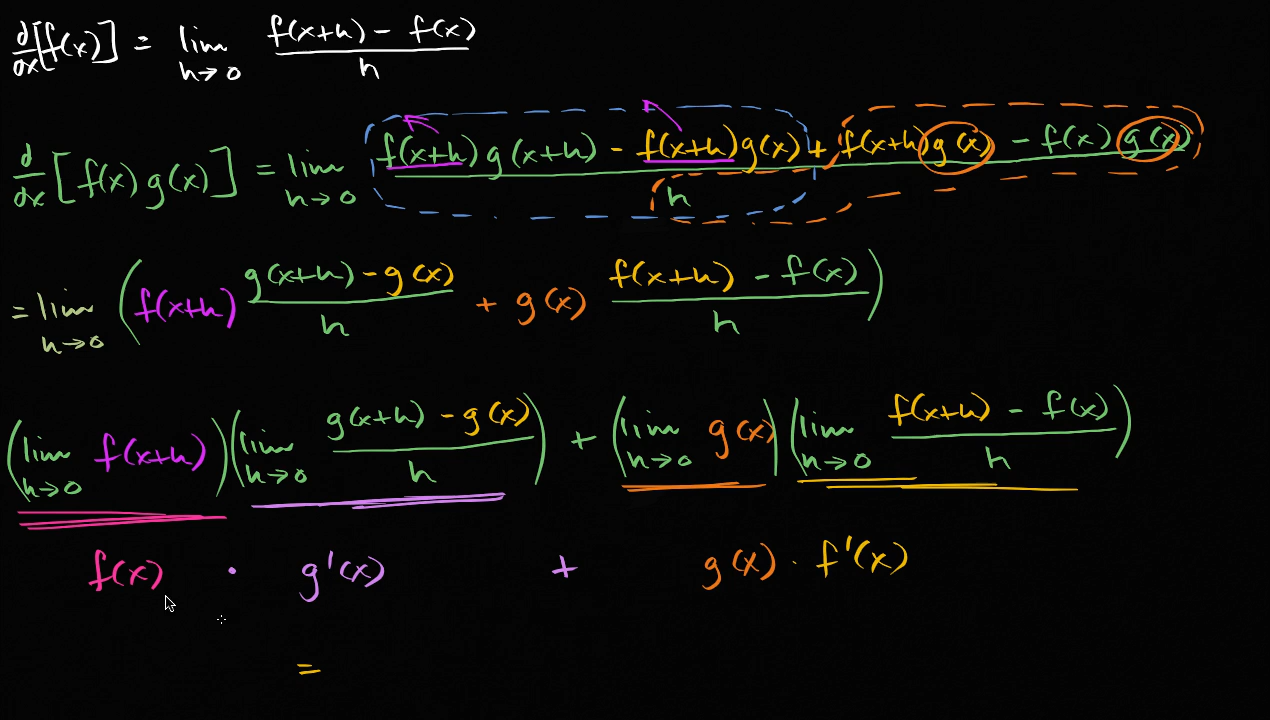 d/dx [f(x)] = lim h→0 (f(x+h) − f(x))/h
d/dx [f(x) g(x)] = lim h→0 (f(x+h) g(x+h) − f(x+h) g(x) + f(x+h) g(x) − f(x) g(x))/h
= lim h→0 ( f(x+h) (g(x+h) − g(x))/h + g(x) (f(x+h) − f(x))/h )
(lim h→0 f(x+h)) (lim h→0 (g(x+h) − g(x))/h) + (lim h→0 g(x)) (lim h→0 (f(x+h) − f(x))/h)
f(x) · g'(x) + g(x) · f'(x)
=